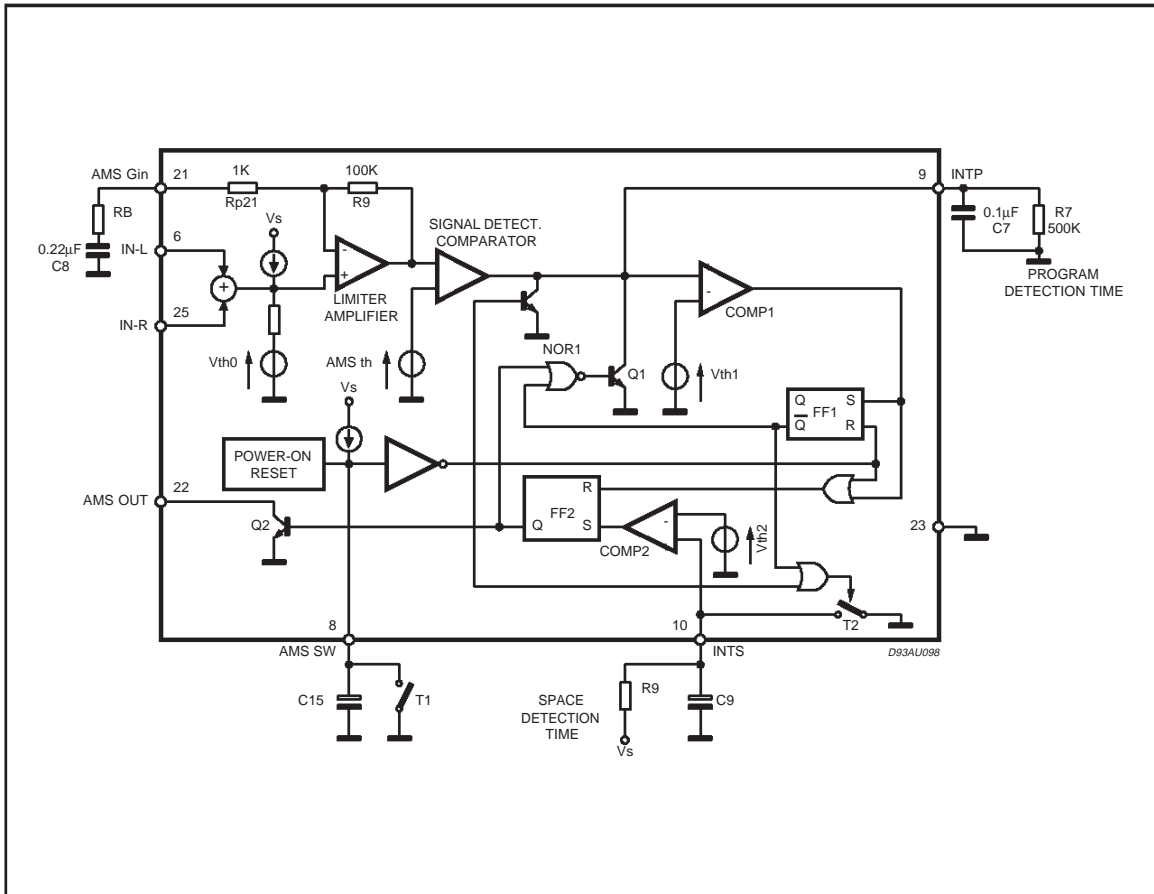 AMS Gin
21
1K
Rp21
100K
R9
9
INTP
RB
0.22µF
C8
6
IN-L
Vs
SIGNAL DETECT.
COMPARATOR
0.1µF
C7
R7
500K
-
+
+
LIMITER
AMPLIFIER
-
COMP1
PROGRAM
DETECTION TIME
25
IN-R
Vth0
AMS th
NOR1
Q1
Vth1
Vs
Q
S
FF1
Q
R
POWER-ON
RESET
AMS OUT
22
Q2
R
FF2
Q
S
COMP2
-
Vth2
23
T2
8
AMS SW
10
INTS
D93AU098
C15
T1
SPACE
DETECTION
TIME
R9
C9
Vs